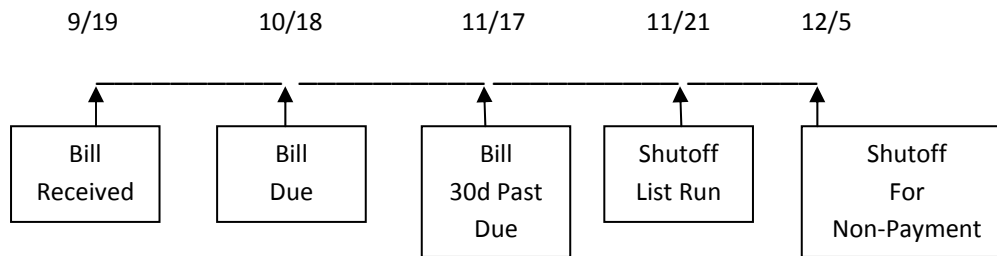 9/19 10/18 11/17 11/21 12/5
Bill
Received
Bill
Due
Bill
30d Past
Due
Shutoff
List Run
Shutoff
For
Non-Payment